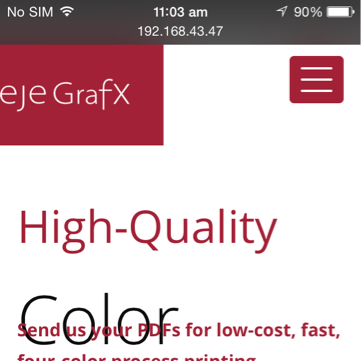 No SIM 11:03 am 90%
192.168.43.47
eje GrafX
High-Quality
Color
Send us your PDFs for low-cost, fast,
four-color process printing